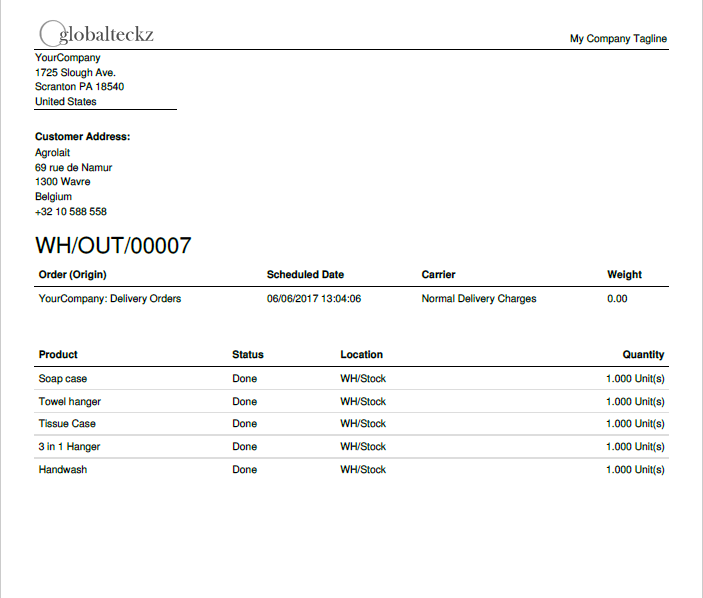 globalteckz
My Company Tagline
YourCompany
1725 Slough Ave.
Scranton PA 18540
United States
Customer Address:
Agrolait
69 rue de Namur
1300 Wavre
Belgium
+32 10 588 558
WH/OUT/00007
Order (Origin) Scheduled Date Carrier Weight
YourCompany: Delivery Orders 06/06/2017 13:04:06 Normal Delivery Charges 0.00
Product Status Location Quantity
Soap case Done WH/Stock 1.000 Unit(s)
Towel hanger Done WH/Stock 1.000 Unit(s)
Tissue Case Done WH/Stock 1.000 Unit(s)
3 in 1 Hanger Done WH/Stock 1.000 Unit(s)
Handwash Done WH/Stock 1.000 Unit(s)